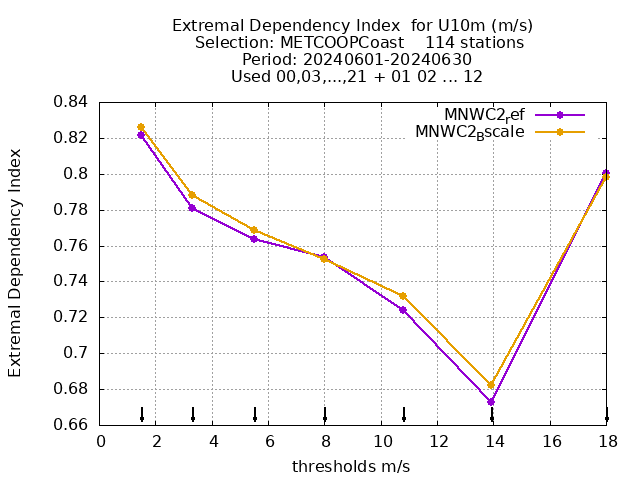 Extremal Dependency Index  for U10m (m/s)
Selection: METCOOPCoast    114 stations
Period: 20240601-20240630
Used 00,03,...,21 + 01 02 ... 12
MNWC2ref
MNWC2Bscale
0.84
0.82
0.8
0.78
0.76
0.74
0.72
0.7
0.68
0.66
Extremal Dependency Index
0 2 4 6 8 10 12 14 16 18
thresholds m/s